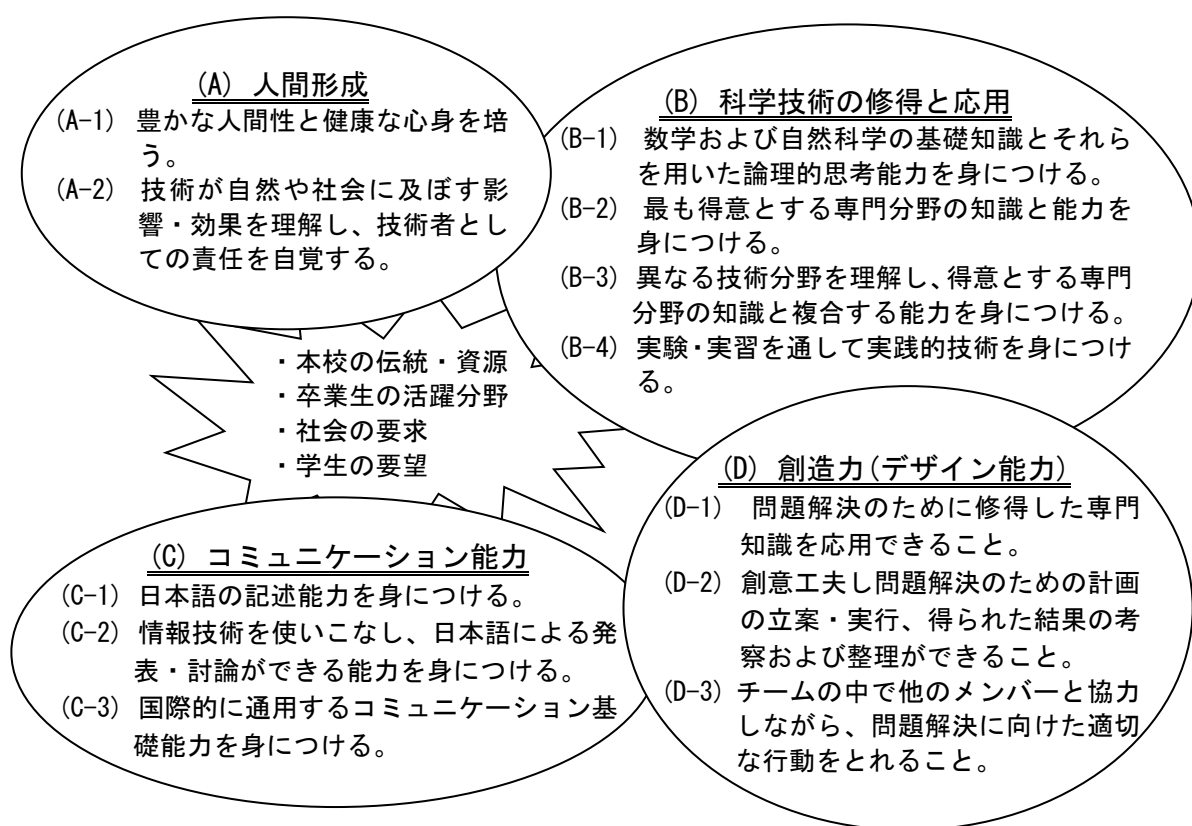 (A) 人間形成
(A-1) 豊かな人間性と健康な心身を培
う。
(A-2) 技術が自然や社会に及ぼす影
響・効果を理解し、技術者とし
ての責任を自覚する。
(B) 科学技術の修得と応用
(B-1) 数学および自然科学の基礎知識とそれら
を用いた論理的思考能力を身につける。
(B-2) 最も得意とする専門分野の知識と能力を
身につける。
(B-3) 異なる技術分野を理解し、得意とする専門
分野の知識と複合する能力を身につける。
(B-4) 実験・実習を通して実践的技術を身につけ
る。
・本校の伝統・資源
・卒業生の活躍分野
・社会の要求
・学生の要望
(C) コミュニケーション能力
(C-1) 日本語の記述能力を身につける。
(C-2) 情報技術を使いこなし、日本語による発
表・討論ができる能力を身につける。
(C-3) 国際的に通用するコミュニケーション基
礎能力を身につける。
(D) 創造力(デザイン能力)
(D-1) 問題解決のために修得した専門
知識を応用できること。
(D-2) 創意工夫し問題解決のための計画
の立案・実行、得られた結果の考
察および整理ができること。
(D-3) チームの中で他のメンバーと協力
しながら、問題解決に向けた適切
な行動をとれること。